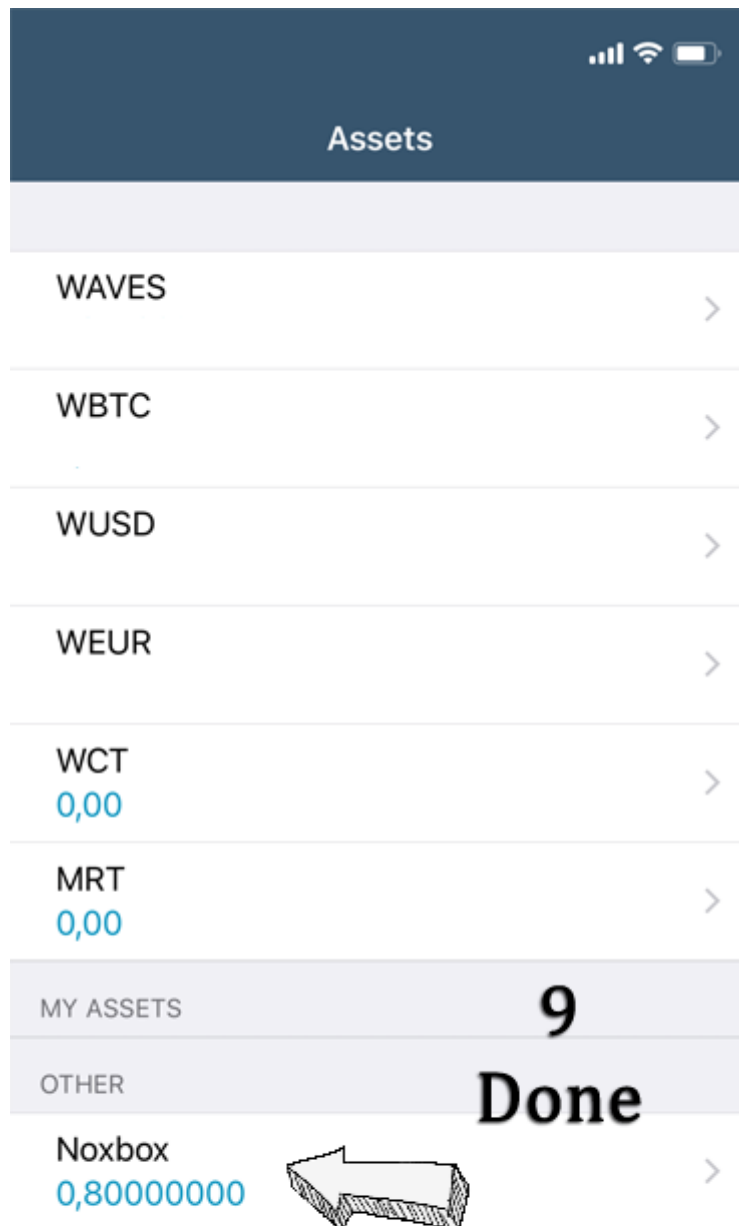 Assets
WAVES
WBTC
WUSD
WEUR
WCT
0,00
MRT
0,00
MY ASSETS
9
OTHER
Done
Noxbox
0,80000000